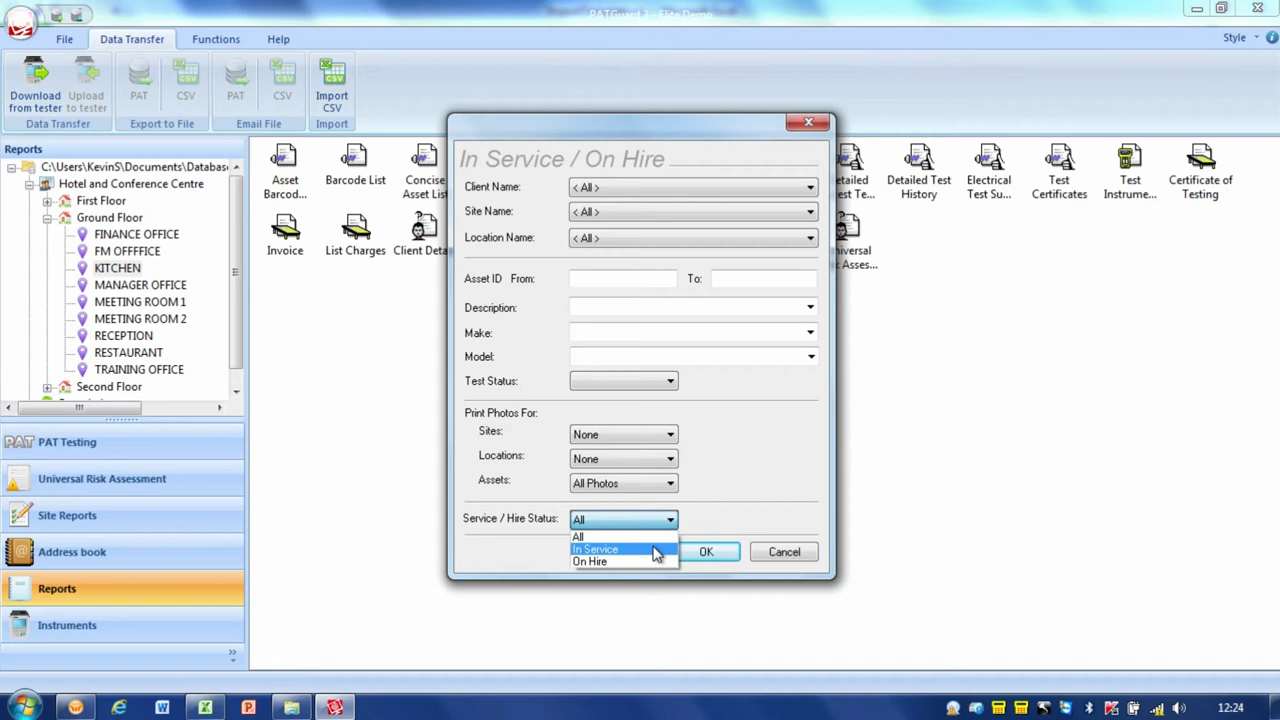 PATGuard 3 - Elite Demo
File
Data Transfer
Functions
Help
Style
Download
from tester
Upload
to tester
PAT
CSV
PAT
CSV
Import
CSV
Data Transfer
Export to File
Email File
Import
Reports
C:\Users\KevinS\Documents\Database
Hotel and Conference Centre
First Floor
Ground Floor
FINANCE OFFICE
FM OFFFFICE
KITCHEN
MANAGER OFFICE
MEETING ROOM 1
MEETING ROOM 2
RECEPTION
RESTAURANT
TRAINING OFFICE
Second Floor
PAT
PAT Testing
Universal Risk Assessment
Site Reports
Address book
Reports
Instruments
Asset
Barcod...
Barcode List
Concise
Asset List
Detailed Test
History
Electrical
Test Su...
Test
Certificates
Test
Instrume...
Certificate of
Testing
Invoice
List Charges
Client Deta
In Service / On Hire
Client Name:
< All >
Site Name:
< All >
Location Name:
< All >
Asset ID From:
To:
Description:
Make:
Model:
Test Status:
Print Photos For:
Sites:
None
Locations:
None
Assets:
All Photos
Service / Hire Status:
All
All
In Service
On Hire
OK
Cancel
12:24